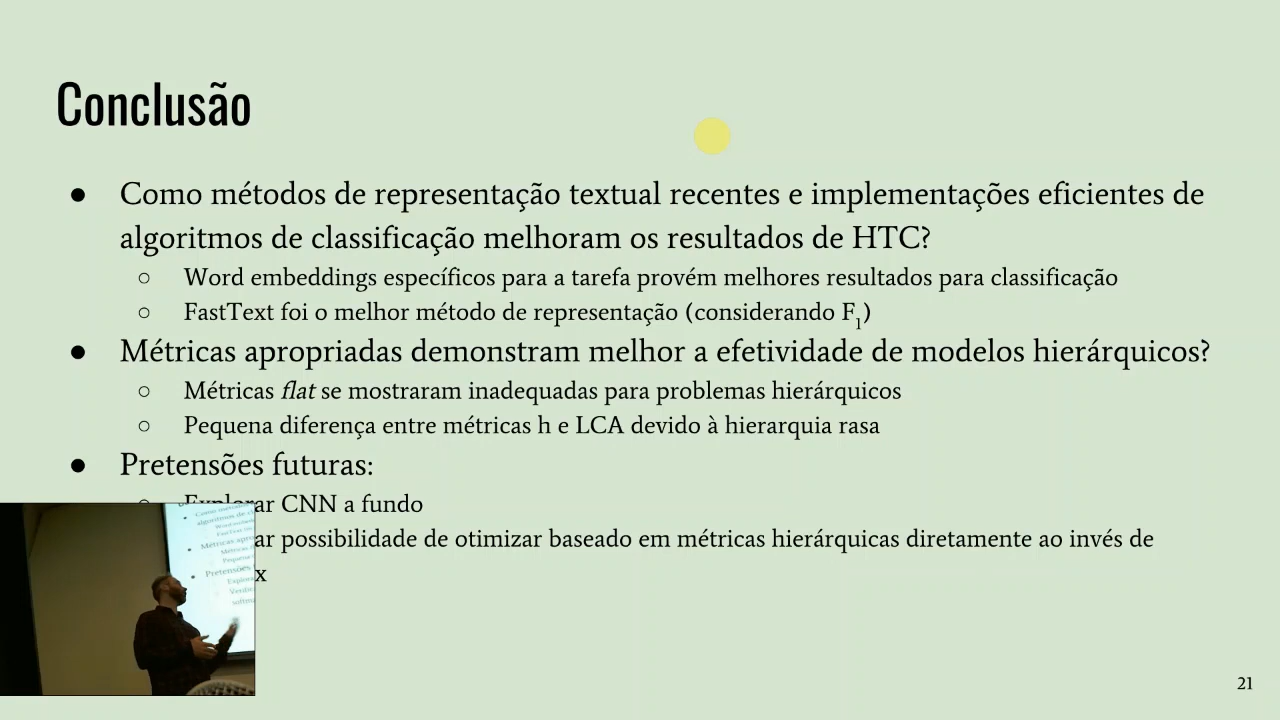 Conclusão
● Como métodos de representação textual recentes e implementações eficientes de
algoritmos de classificação melhoram os resultados de HTC?
○ Word embeddings específicos para a tarefa provém melhores resultados para classificação
○ FastText foi o melhor método de representação (considerando F1)
● Métricas apropriadas demonstram melhor a efetividade de modelos hierárquicos?
○ Métricas flat se mostraram inadequadas para problemas hierárquicos
○ Pequena diferença entre métricas h e LCA devido à hierarquia rasa
● Pretensões futuras:
○ Explorar CNN a fundo
ar possibilidade de otimizar baseado em métricas hierárquicas diretamente ao invés de
x
21